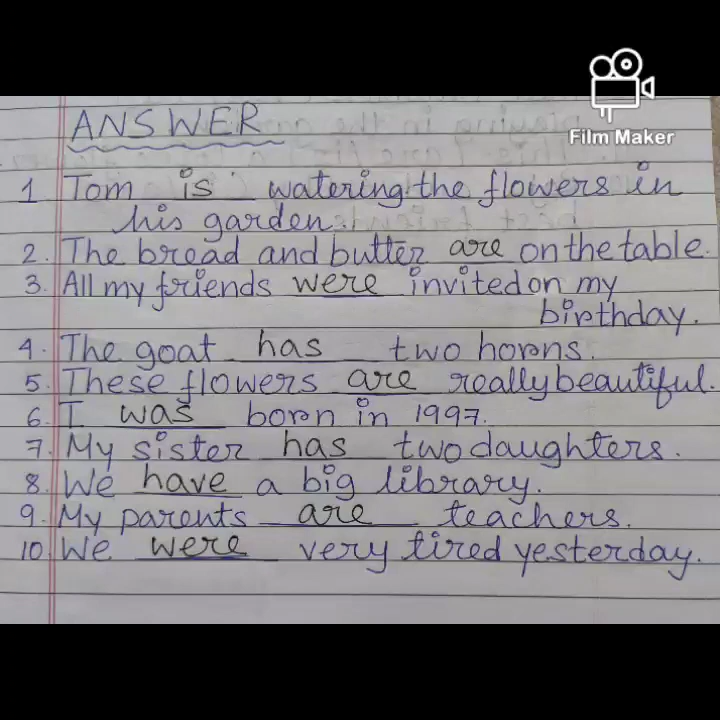 Film Maker
ANSWER
1 Tom is watering the flowers in
his garden.
2. The bread and butter are on the table.
3. All my friends were invited on my
birthday.
4. The goat has two horns.
5. These flowers are really beautiful.
6. I was born in 1997.
7. My sister has two daughters.
8. We have a big library.
9. My parents are teachers.
10. We were very tired yesterday.